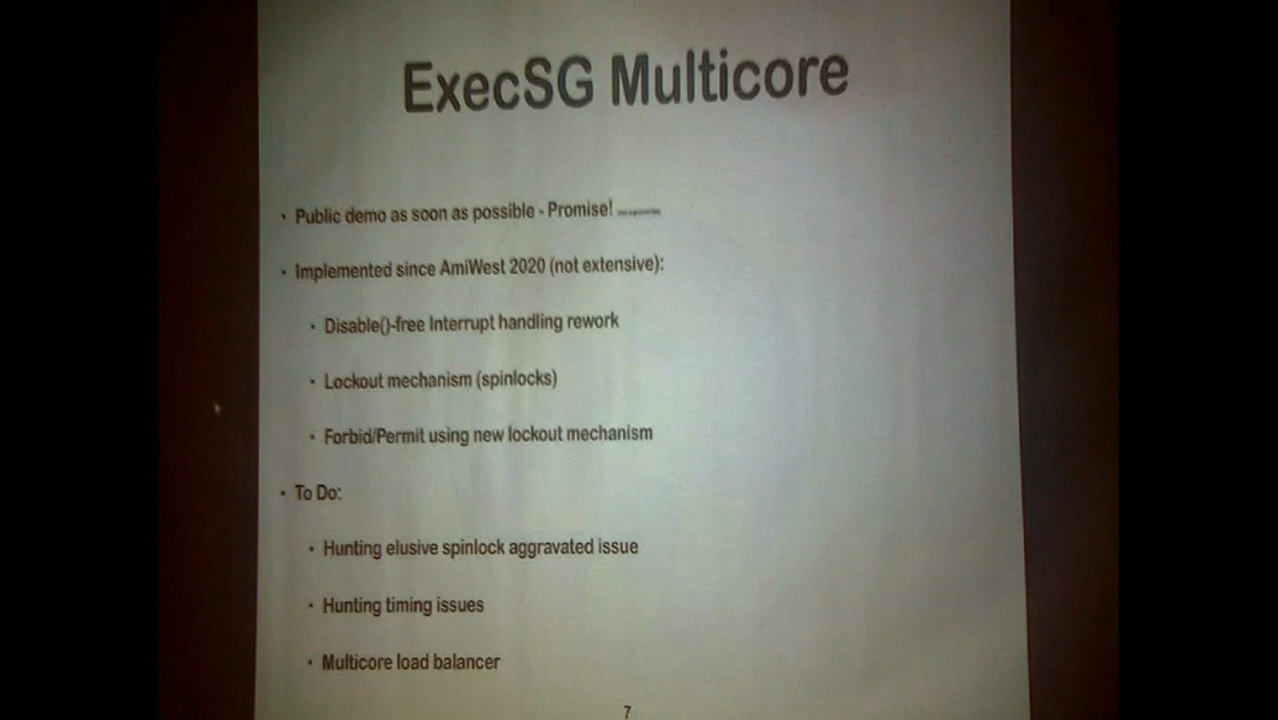 ExecSG Multicore
• Public demo as soon as possible - Promise!
• Implemented since AmiWest 2020 (not extensive):
• Disable()-free Interrupt handling rework
• Lockout mechanism (spinlocks)
• Forbid/Permit using new lockout mechanism
• To Do:
• Hunting elusive spinlock aggravated issue
• Hunting timing issues
• Multicore load balancer
7